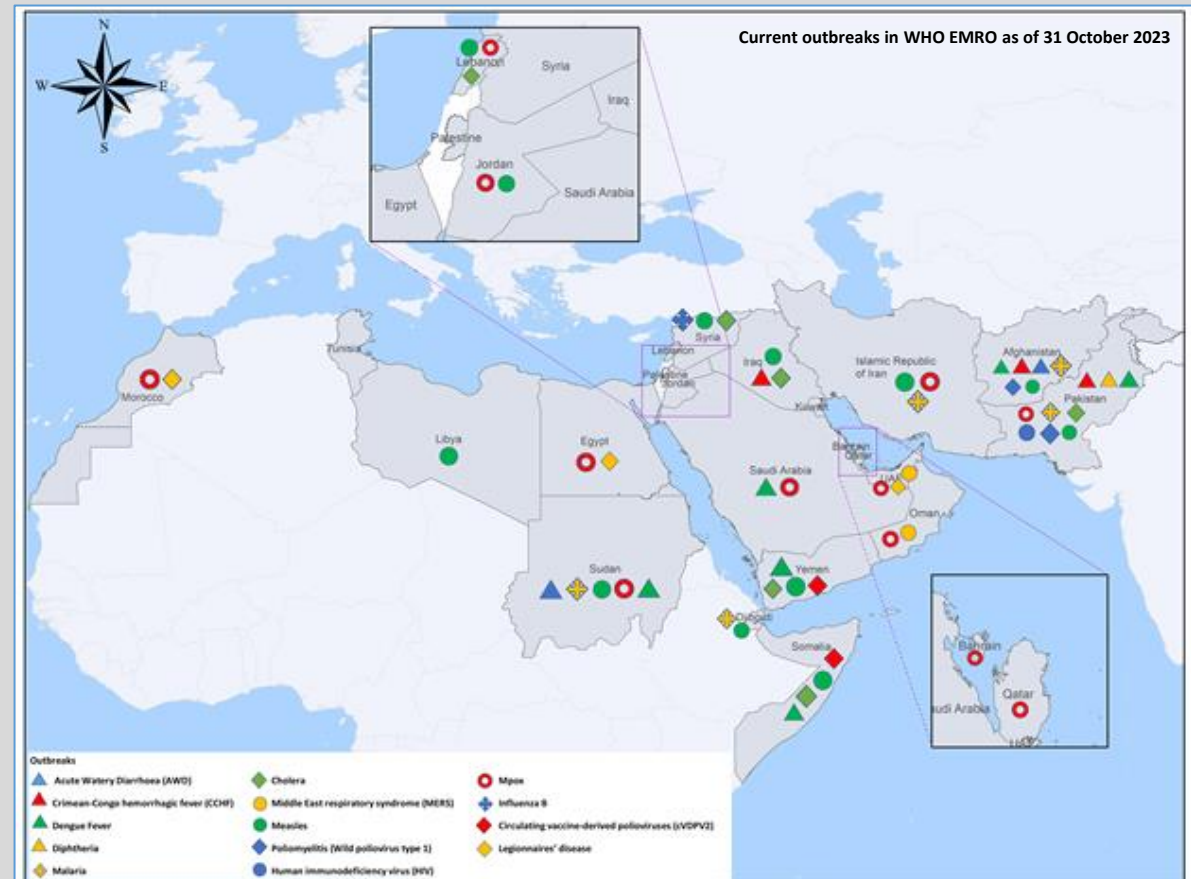 Current outbreaks in WHO EMRO as of 31 October 2023
N
W
E
S
Lebanon
Syria
Iraq
Palestine
Jordan
Saudi Arabia
Egypt
Tunisia
Morocco
Libya
Egypt
Syria
Lebanon
Palestine
Jordan
Iraq
Kuwait
Islamic Republic
of Iran
Afghanistan
Pakistan
Bahrain
Qatar
UAE
Saudi Arabia
Oman
Sudan
Yemen
Djibouti
Somalia
Bahrain
Qatar
audi Arabia
Outbreaks
Acute Watery Diarrhoea (AWD)
Crimean-Congo hemorrhagic fever (CCHF)
Dengue Fever
Diphtheria
Malaria
Cholera
Middle East respiratory syndrome (MERS)
Measles
Poliomyelitis (Wild poliovirus type 1)
Human immunodeficiency virus (HIV)
Mpox
Influenza B
Circulating vaccine-derived polioviruses (cVDPV2)
Legionnaires' disease